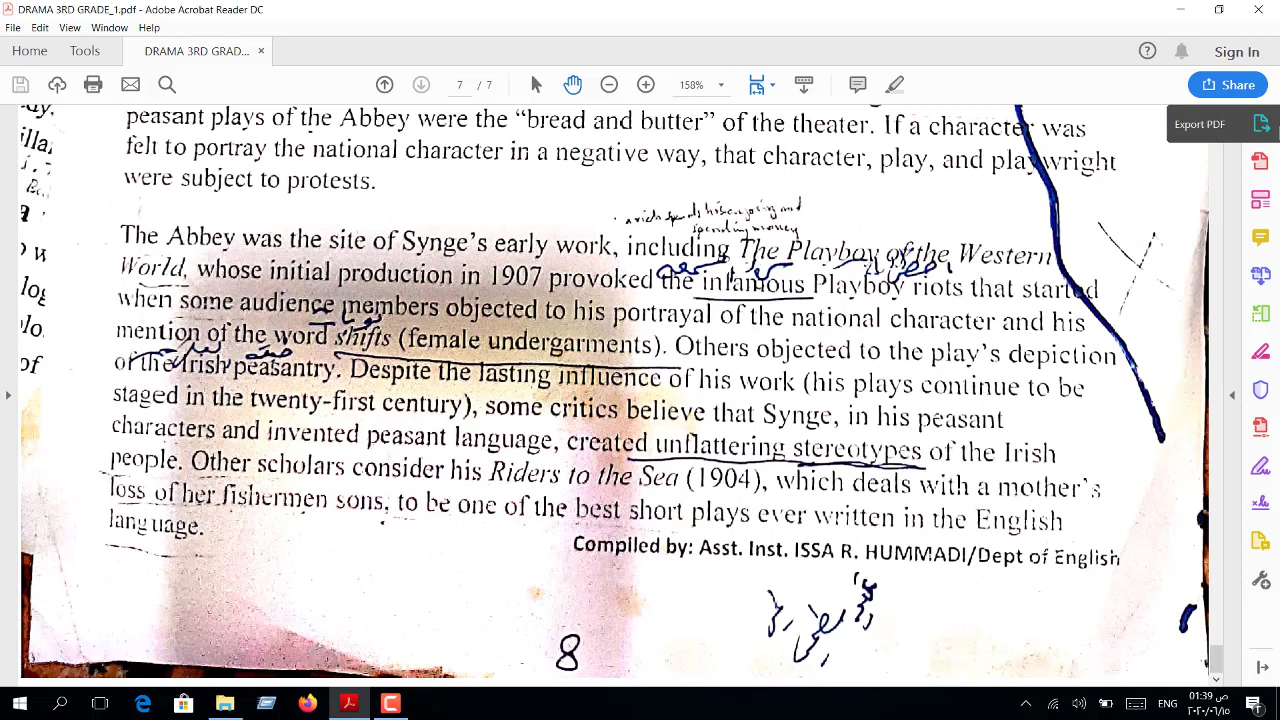 DRAMA 3RD GRADE_1.pdf - Adobe Acrobat Reader DC
File Edit View Window Help
Home Tools DRAMA 3RD GRAD... × Sign In
7 / 7 158% Share
Export PDF
peasant plays of the Abbey were the “bread and butter” of the theater. If a character was
felt to portray the national character in a negative way, that character, play, and playwright
were subject to protests.
spending money
The Abbey was the site of Synge’s early work, including The Playboy of the Western
World, whose initial production in 1907 provoked the infamous Playboy riots that started
when some audience members objected to his portrayal of the national character and his
mention of the word shifts (female undergarments). Others objected to the play’s depiction
of the Irish peasantry. Despite the lasting influence of his work (his plays continue to be
staged in the twenty-first century), some critics believe that Synge, in his peasant
characters and invented peasant language, created unflattering stereotypes of the Irish
people. Other scholars consider his Riders to the Sea (1904), which deals with a mother’s
loss of her fishermen sons, to be one of the best short plays ever written in the English
language.
Compiled by: Asst. Inst. ISSA R. HUMMADI/Dept of English
8
ENG
01:39 ص